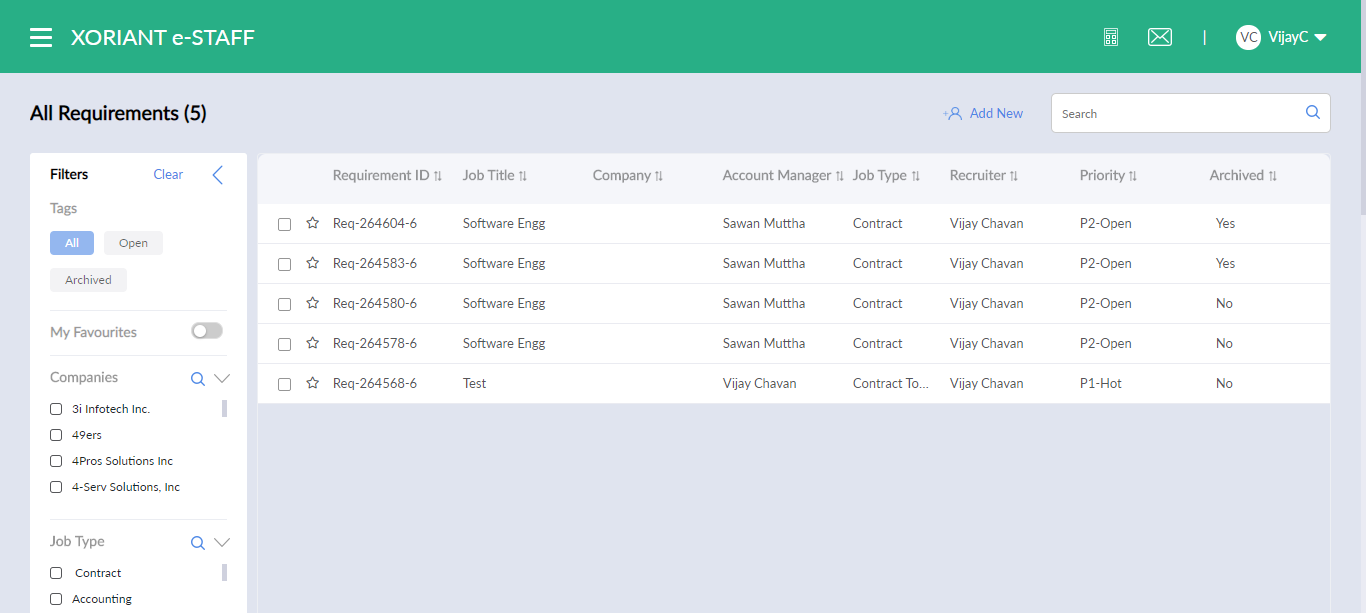 XORIANT e-STAFF
VC VijayC
All Requirements (5)
Add New
Search
Filters
Clear
Tags
All
Open
Archived
My Favourites
Companies
3i Infotech Inc.
49ers
4Pros Solutions Inc
4-Serv Solutions, Inc
Job Type
Contract
Accounting
Requirement ID Job Title Company Account Manager Job Type Recruiter Priority Archived
Req-264604-6 Software Engg Sawan Muttha Contract Vijay Chavan P2-Open Yes
Req-264583-6 Software Engg Sawan Muttha Contract Vijay Chavan P2-Open Yes
Req-264580-6 Software Engg Sawan Muttha Contract Vijay Chavan P2-Open No
Req-264578-6 Software Engg Sawan Muttha Contract Vijay Chavan P2-Open No
Req-264568-6 Test Vijay Chavan Contract To... Vijay Chavan P1-Hot No